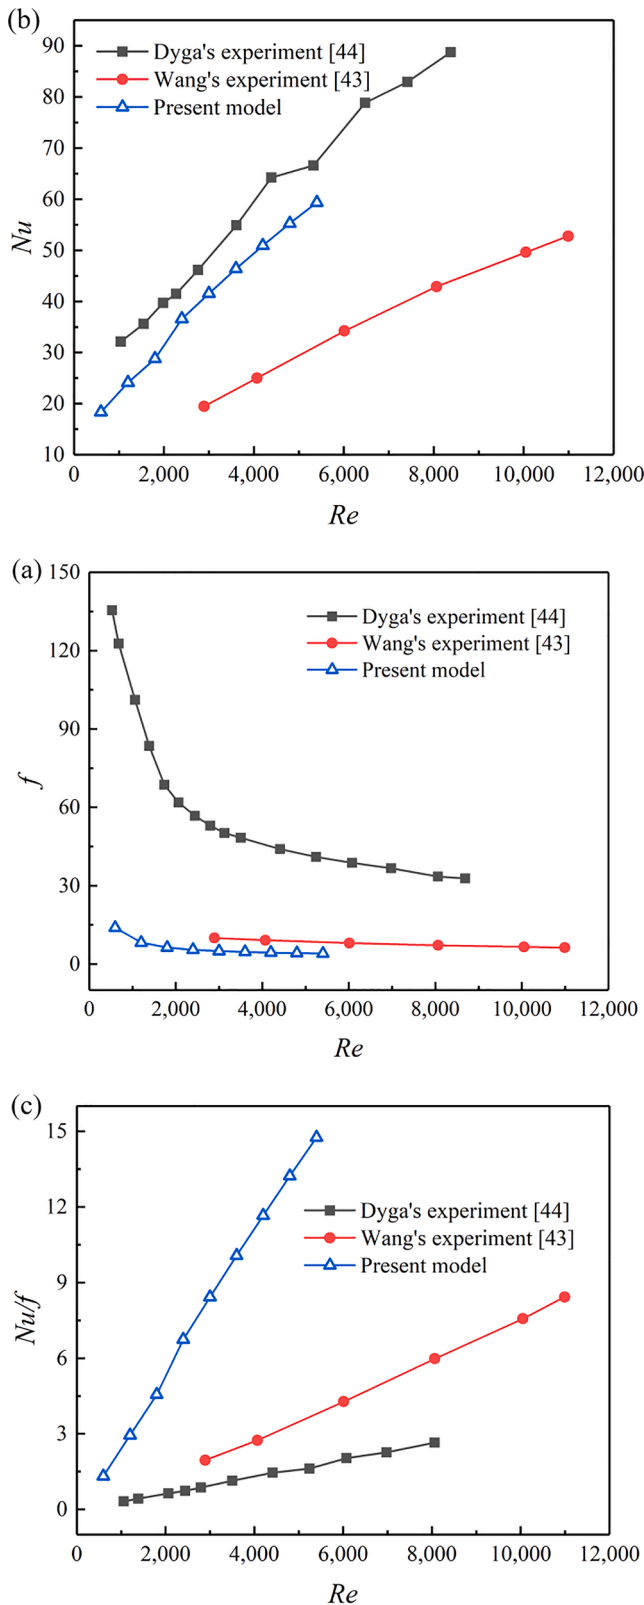 (b)
Dyga's experiment [44]
Wang's experiment [43]
Present model
90
80
70
60
50
40
30
20
10
Nu
0 2,000 4,000 6,000 8,000 10,000 12,000
Re
(a)
150
120
90
60
30
0
f
Dyga's experiment [44]
Wang's experiment [43]
Present model
0 2,000 4,000 6,000 8,000 10,000 12,000
Re
(c)
15
12
9
6
3
0
Nu/f
Dyga's experiment [44]
Wang's experiment [43]
Present model
0 2,000 4,000 6,000 8,000 10,000 12,000
Re